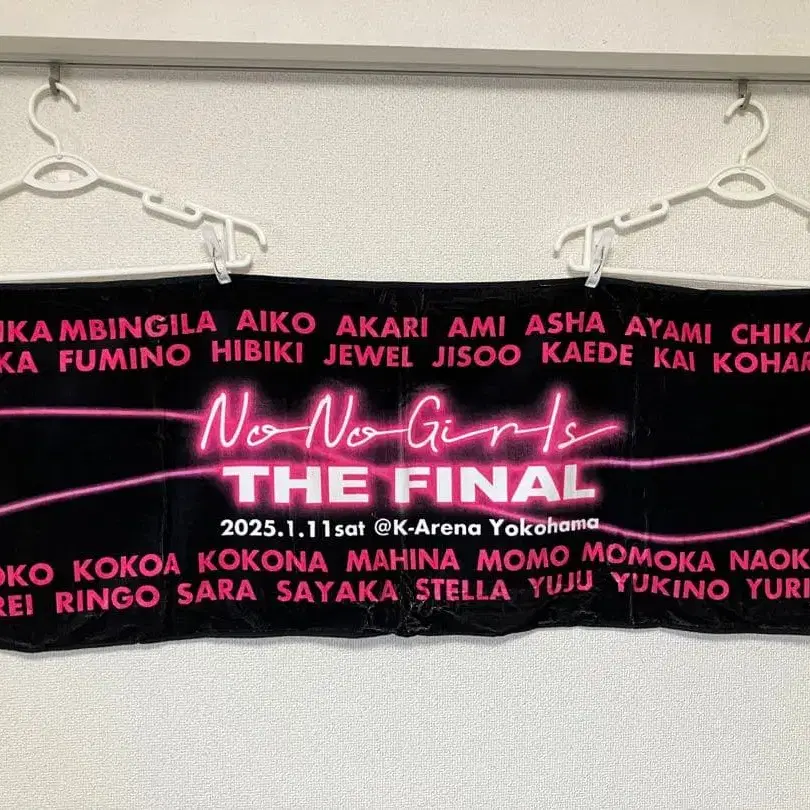 UKA MBINGILA AIKO AKARI AMI ASHA AYAMI CHIKA
KA FUMINO HIBIKI JEWEL JISOO KAEDE KAI KOHAR
No No Girls
THE FINAL
2025.1.11sat @K-Arena Yokohama
OKO KOKOA KOKONA MAHINA MOMO MOMOKA NAOK
REI RINGO SARA SAYAKA STELLA YUJU YUKINO YURI